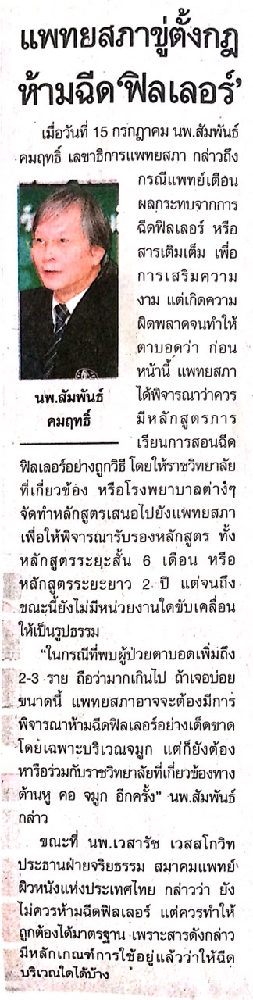 แพทยสภาขู่ตั้งกฎ
ห้ามฉีด‘ฟิลเลอร์’
เมื่อวันที่ 15 กรกฎาคม นพ.สัมพันธ์
คมฤทธิ์ เลขาธิการแพทยสภา กล่าวถึง
กรณีแพทย์เตือน
ผลกระทบจากการ
ฉีดฟิลเลอร์ หรือ
สารเติมเต็ม เพื่อ
การเสริมความ
งาม แต่เกิดความ
ผิดพลาดจนทำให้
ตาบอดว่า ก่อน
หน้านี้ แพทยสภา
ได้พิจารณาว่าควร
มีหลักสูตรการ
เรียนการสอนฉีด
นพ.สัมพันธ์
คมฤทธิ์
ฟิลเลอร์อย่างถูกวิธี โดยให้ราชวิทยาลัย
ที่เกี่ยวข้อง หรือโรงพยาบาลต่างๆ
จัดทำหลักสูตรเสนอไปยังแพทยสภา
เพื่อให้พิจารณารับรองหลักสูตร ทั้ง
หลักสูตรระยะสั้น 6 เดือน หรือ
หลักสูตรระยะยาว 2 ปี แต่จนถึง
ขณะนี้ยังไม่มีหน่วยงานใดขับเคลื่อน
ให้เป็นรูปธรรม
“ในกรณีที่พบผู้ป่วยตาบอดเพิ่มถึง
2-3 ราย ถือว่ามากเกินไป ถ้าเจอบ่อย
ขนาดนี้ แพทยสภาอาจจะต้องมีการ
พิจารณาห้ามฉีดฟิลเลอร์อย่างเด็ดขาด
โดยเฉพาะบริเวณจมูก แต่ก็ยังต้อง
หารือร่วมกับราชวิทยาลัยที่เกี่ยวข้องทาง
ด้านหู คอ จมูก อีกครั้ง” นพ.สัมพันธ์
กล่าว
ขณะที่ นพ.เวสารัช เวสสโกวิท
ประธานฝ่ายจริยธรรม สมาคมแพทย์
ผิวหนังแห่งประเทศไทย กล่าวว่า ยัง
ไม่ควรห้ามฉีดฟิลเลอร์ แต่ควรทำให้
ถูกต้องได้มาตรฐาน เพราะสารดังกล่าว
มีหลักเกณฑ์การใช้อยู่แล้วว่าให้ฉีด
บริเวณใดได้บ้าง